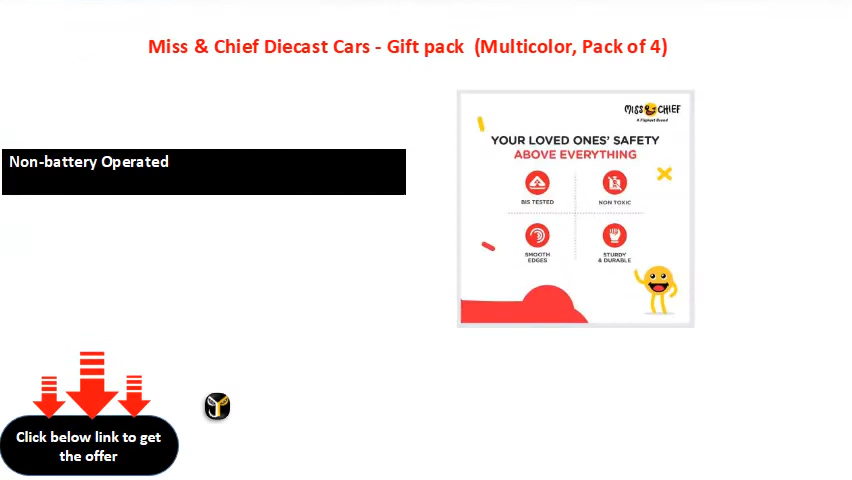 Miss & Chief Diecast Cars - Gift pack (Multicolor, Pack of 4)
Non-battery Operated
MISS CHIEF
A Flipkart Brand
YOUR LOVED ONES' SAFETY
ABOVE EVERYTHING
BIS TESTED
NON TOXIC
SMOOTH
EDGES
STURDY
& DURABLE
Click below link to get
the offer